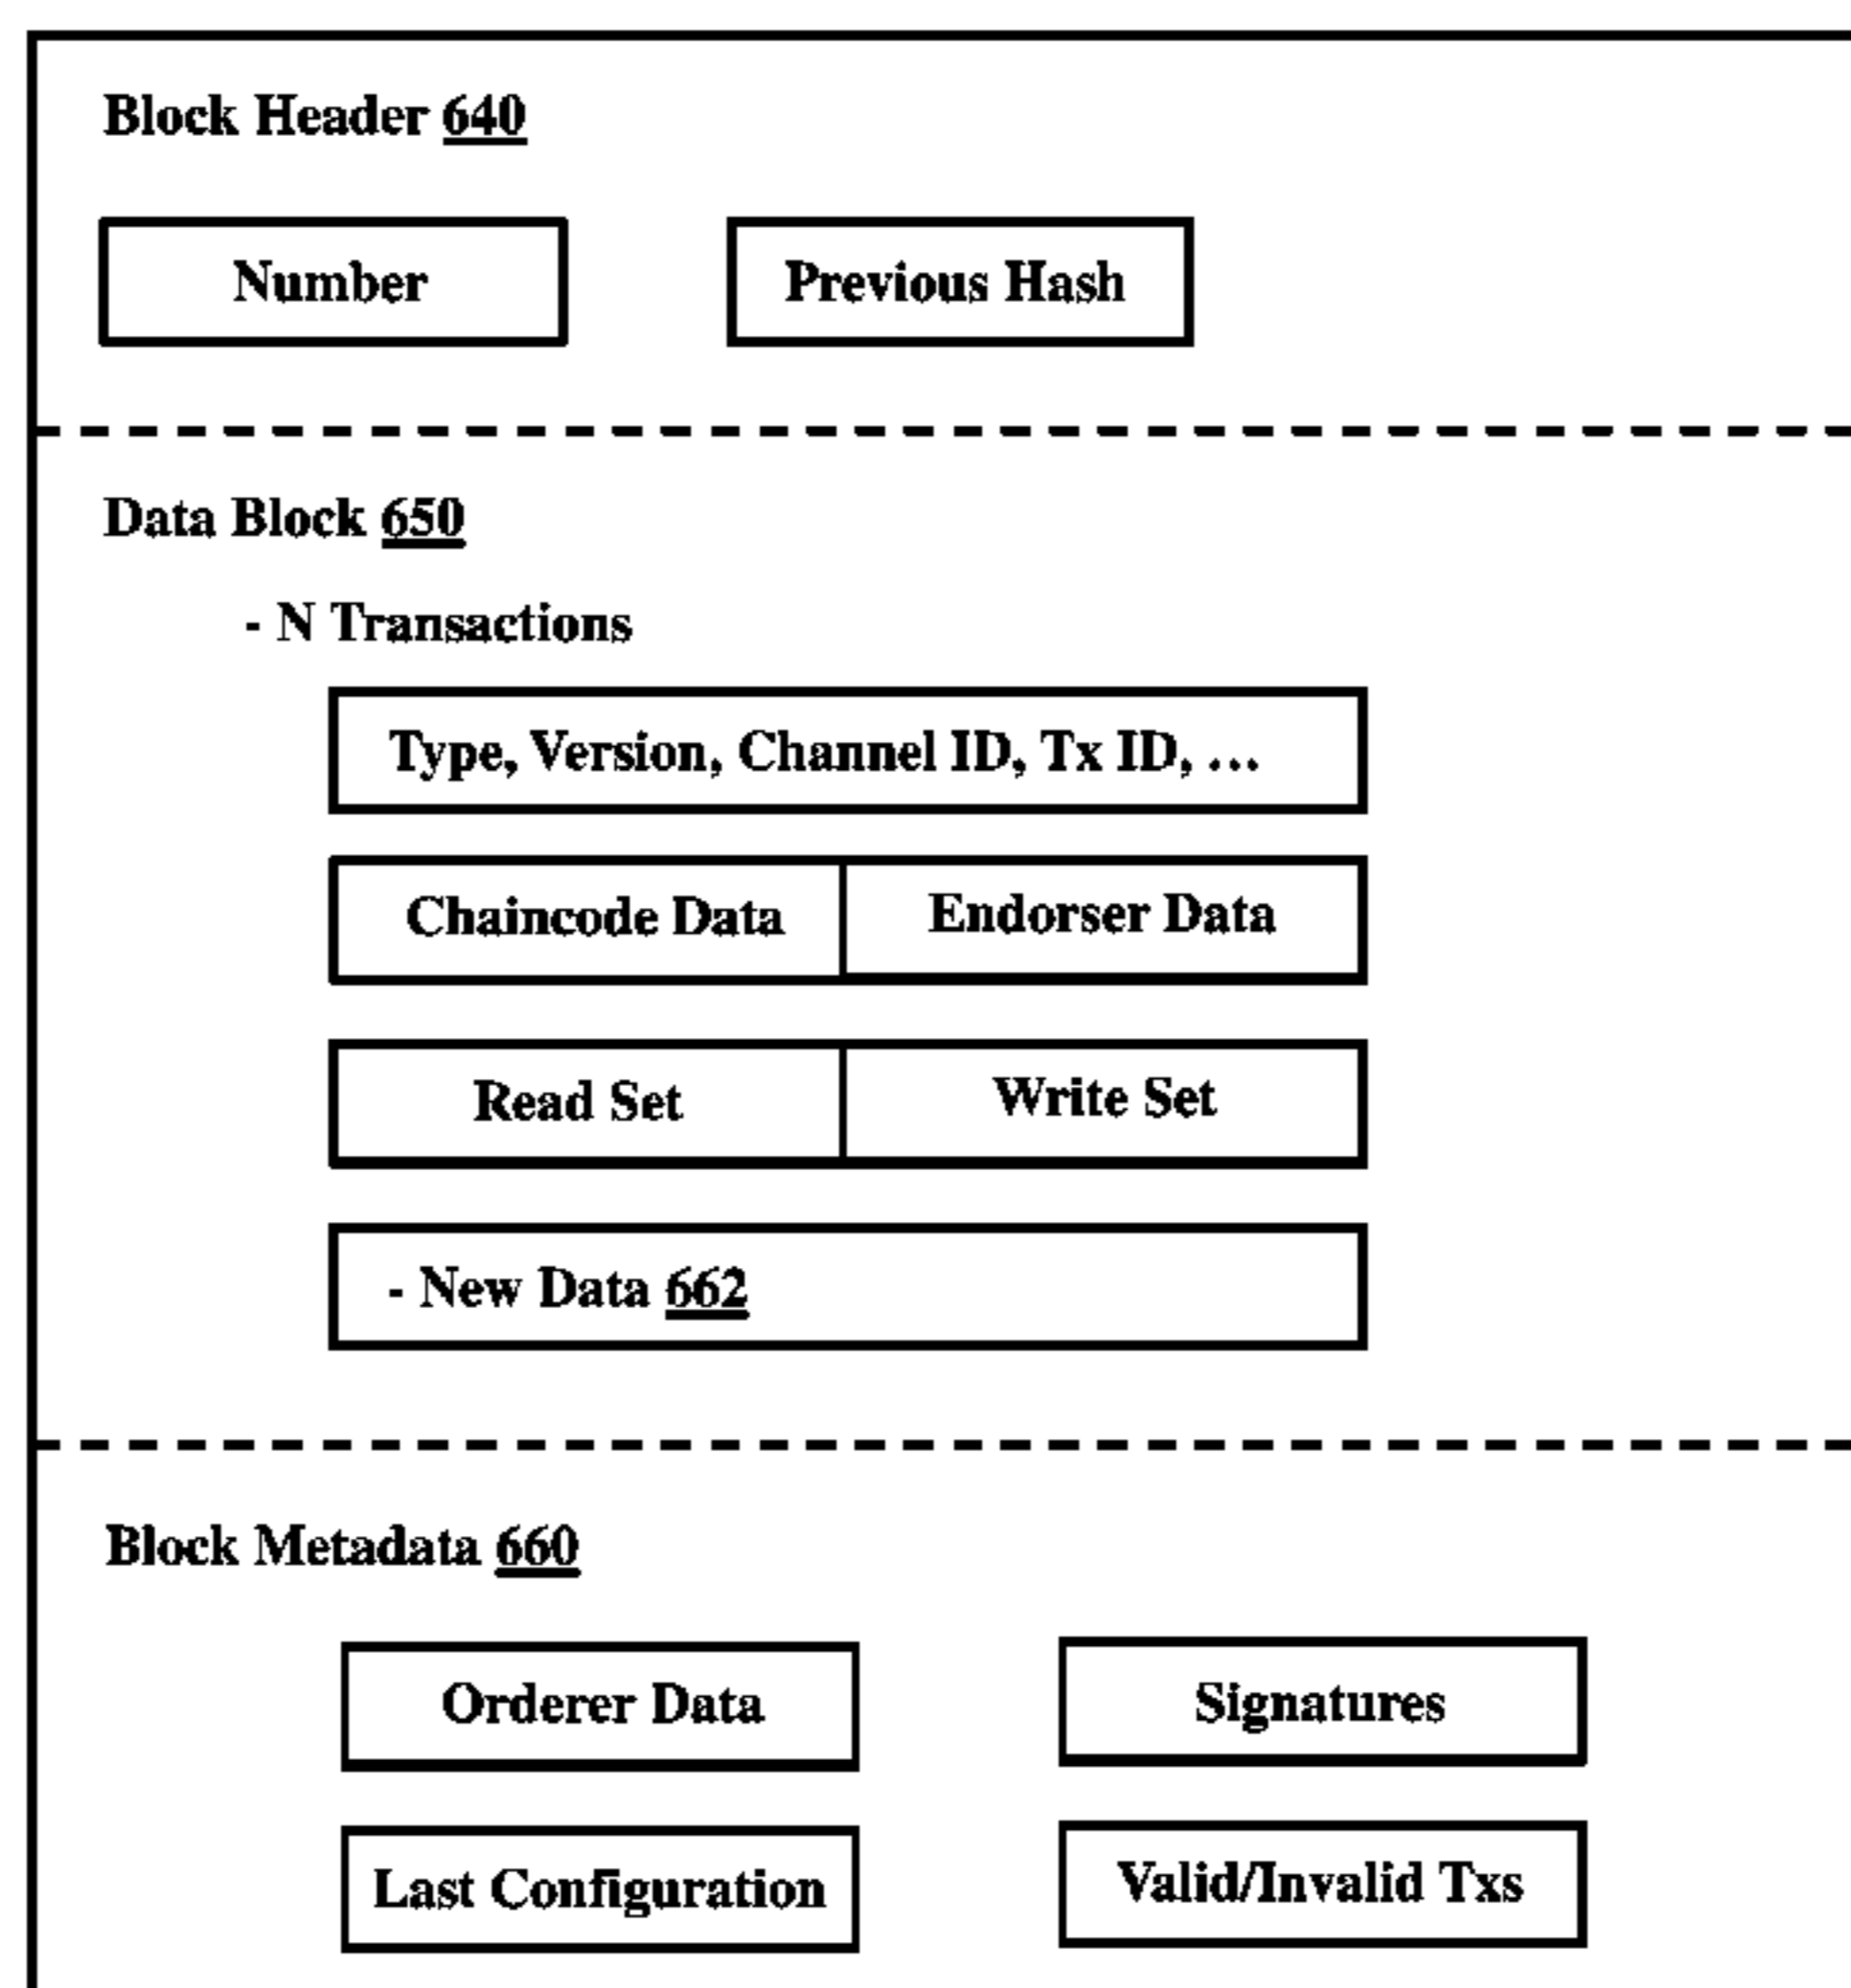 Block Header 640
Number
Previous Hash
Data Block 650
- N Transactions
Type, Version, Channel ID, Tx ID, ...
Chaincode Data
Endorser Data
Read Set
Write Set
- New Data 662
Block Metadata 660
Orderer Data
Signatures
Last Configuration
Valid/Invalid Txs